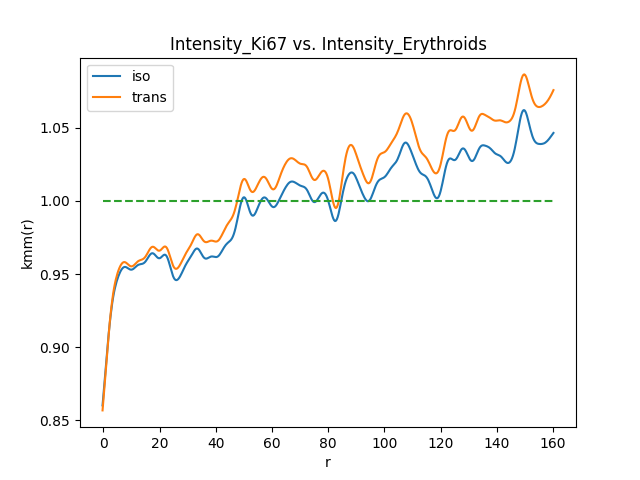 Intensity_Ki67 vs. Intensity_Erythroids
iso
trans
kmm(r)
1.05
1.00
0.95
0.90
0.85
0 20 40 60 80 100 120 140 160
r